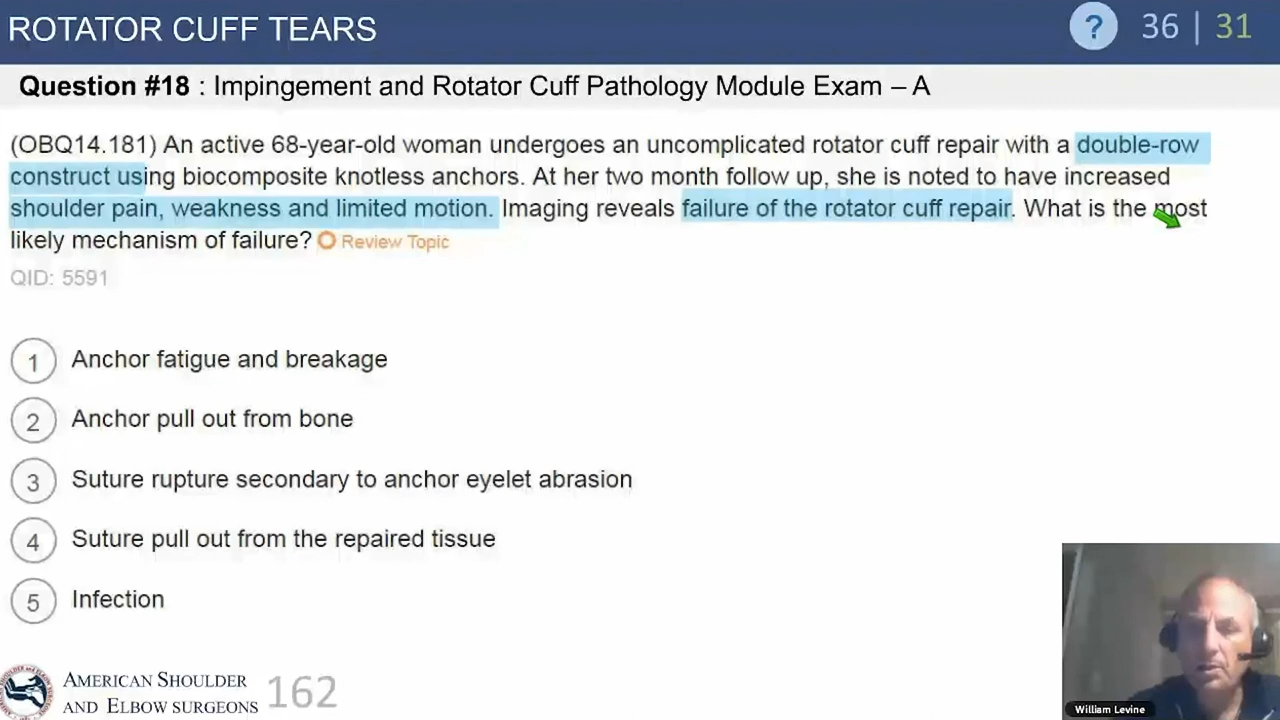 ROTATOR CUFF TEARS
? 36 | 31
Question #18 : Impingement and Rotator Cuff Pathology Module Exam – A
(OBQ14.181) An active 68-year-old woman undergoes an uncomplicated rotator cuff repair with a double-row
construct using biocomposite knotless anchors. At her two month follow up, she is noted to have increased
shoulder pain, weakness and limited motion. Imaging reveals failure of the rotator cuff repair. What is the most
likely mechanism of failure? Review Topic
QID: 5591
1 Anchor fatigue and breakage
2 Anchor pull out from bone
3 Suture rupture secondary to anchor eyelet abrasion
4 Suture pull out from the repaired tissue
5 Infection
AMERICAN SHOULDER
AND ELBOW SURGEONS
162
William Levine